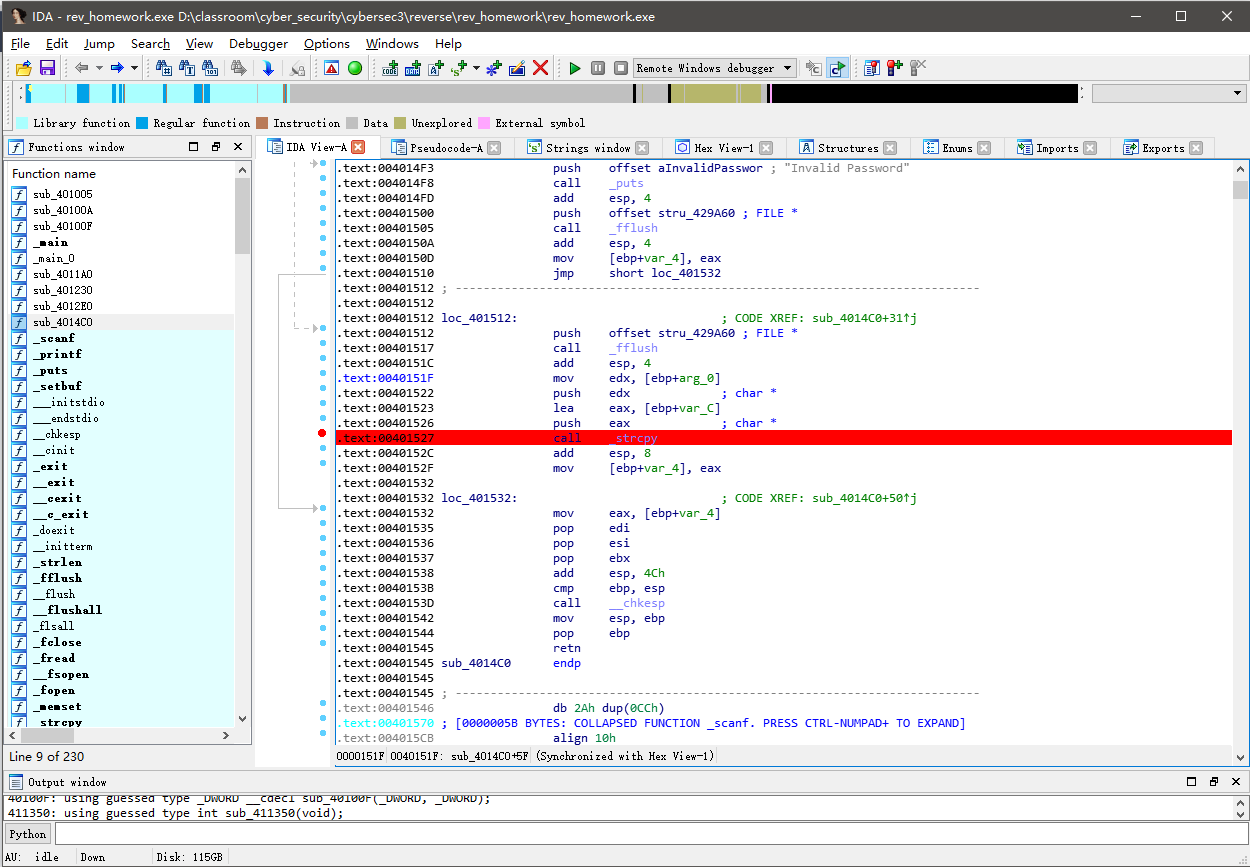 IDA - rev_homework.exe D:\classroom\cyber_security\cybersec3\reverse\rev_homework\rev_homework.exe
File Edit Jump Search View Debugger Options Windows Help
Remote Windows debugger
Library function Regular function Instruction Data Unexplored External symbol
Functions window
IDA View-A Pseudocode-A Strings window Hex View-1 Structures Enums Imports Exports
Function name
sub_401005
sub_40100A
sub_40100F
_main
_main_0
sub_4011A0
sub_401230
sub_4012E0
sub_4014C0
_scanf
_printf
_puts
_setbuf
___initstdio
___endstdio
__chkesp
__cinit
_exit
__exit
__cexit
__c_exit
_doexit
__initterm
_strlen
_fflush
__flush
__flushall
_flsall
_fclose
_fread
__fsopen
_fopen
_memset
_strcpy
Line 9 of 230
.text:004014F3 push offset aInvalidPasswor ; "Invalid Password"
.text:004014F8 call _puts
.text:004014FD add esp, 4
.text:00401500 push offset stru_429A60 ; FILE *
.text:00401505 call _fflush
.text:0040150A add esp, 4
.text:0040150D mov [ebp+var_4], eax
.text:00401510 jmp short loc_401532
.text:00401512 ; ---------------------------------------------------------------------------
.text:00401512
.text:00401512 loc_401512: ; CODE XREF: sub_4014C0+31↑j
.text:00401512 push offset stru_429A60 ; FILE *
.text:00401517 call _fflush
.text:0040151C add esp, 4
.text:0040151F mov edx, [ebp+arg_0]
.text:00401522 push edx ; char *
.text:00401523 lea eax, [ebp+var_C]
.text:00401526 push eax ; char *
.text:00401527 call _strcpy
.text:0040152C add esp, 8
.text:0040152F mov [ebp+var_4], eax
.text:00401532
.text:00401532 loc_401532: ; CODE XREF: sub_4014C0+50↑j
.text:00401532 mov eax, [ebp+var_4]
.text:00401535 pop edi
.text:00401536 pop esi
.text:00401537 pop ebx
.text:00401538 add esp, 4Ch
.text:0040153B cmp ebp, esp
.text:0040153D call __chkesp
.text:00401542 mov esp, ebp
.text:00401544 pop ebp
.text:00401545 retn
.text:00401545 sub_4014C0 endp
.text:00401545
.text:00401545 ; ---------------------------------------------------------------------------
.text:00401546 db 2Ah dup(0CCh)
.text:00401570 ; [0000005B BYTES: COLLAPSED FUNCTION _scanf. PRESS CTRL-NUMPAD+ TO EXPAND]
.text:004015CB align 10h
0000151F 0040151F: sub_4014C0+5F (Synchronized with Hex View-1)
Output window
40100F: using guessed type _DWORD __cdecl sub_40100F(_DWORD, _DWORD);
411350: using guessed type int sub_411350(void);
Python
AU: idle Down Disk: 115GB